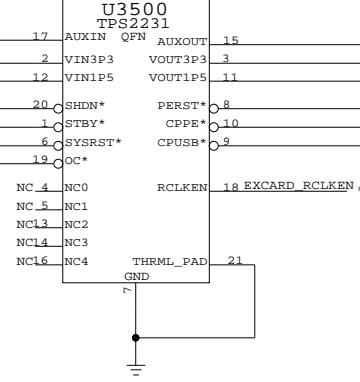 U3500
TPS2231
17 AUXIN QFN AUXOUT 15
2 VIN3P3 VOUT3P3 3
12 VIN1P5 VOUT1P5 11
20 SHDN* PERST* 8
1 STBY* CPPE* 10
6 SYSRST* CPUSB* 9
19 OC*
NC 4 NC0 RCLKEN 18 EXCARD_RCLKEN
NC 5 NC1
NC 13 NC2
NC 14 NC3
NC 16 NC4 THRML_PAD 21
GND
7